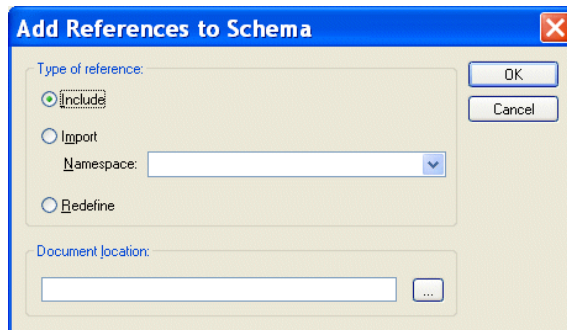 Add References to Schema
Type of reference:
OK
Include
Cancel
Import
Namespace:
Redefine
Document location:
...